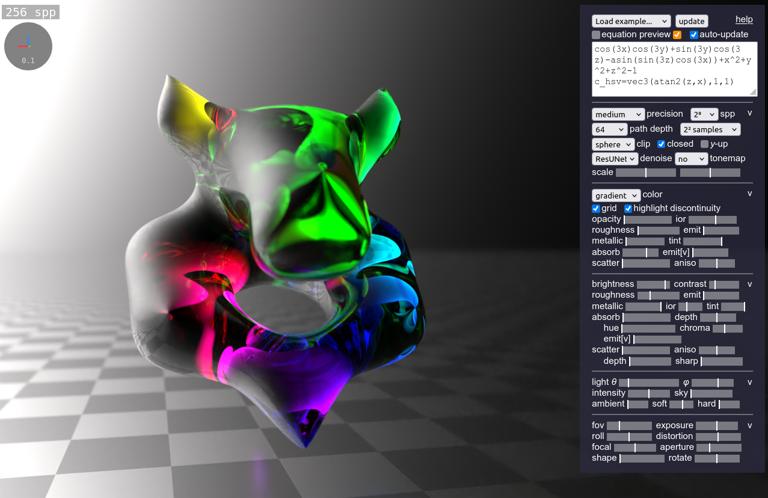 256 spp
0.1
Load example... update help
equation preview auto-update
cos(3x)cos(3y)+sin(3y)cos(3
z)-asin(sin(3z)cos(3x))+x^2+y
^2+z^2-1
c_hsv=vec3(atan2(z,x),1,1)
medium precision 2⁸ spp v
64 path depth 2² samples
sphere clip closed y-up
ResUNet denoise no tonemap
scale
gradient color v
grid highlight discontinuity
opacity ior
roughness emit
metallic tint
absorb emit[v]
scatter aniso
brightness contrast v
roughness emit
metallic ior tint
absorb depth
hue chroma
emit[v]
scatter aniso
depth sharp
light θ φ v
intensity sky
ambient soft hard
fov exposure v
roll distortion
focal aperture
shape rotate